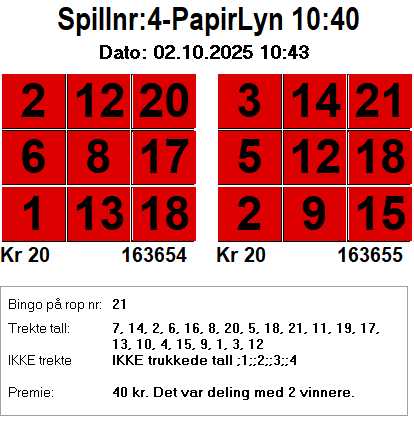 Spillnr:4-PapirLyn 10:40
Dato: 02.10.2025 10:43
2 12 20 3 14 21
6 8 17 5 12 18
1 13 18 2 9 15
Kr 20 163654 Kr 20 163655
Bingo på rop nr: 21
Trekte tall: 7, 14, 2, 6, 16, 8, 20, 5, 18, 21, 11, 19, 17,
13, 10, 4, 15, 9, 1, 3, 12
IKKE trekte IKKE trukkede tall ;1;;2;;3;;4
Premie: 40 kr. Det var deling med 2 vinnere.